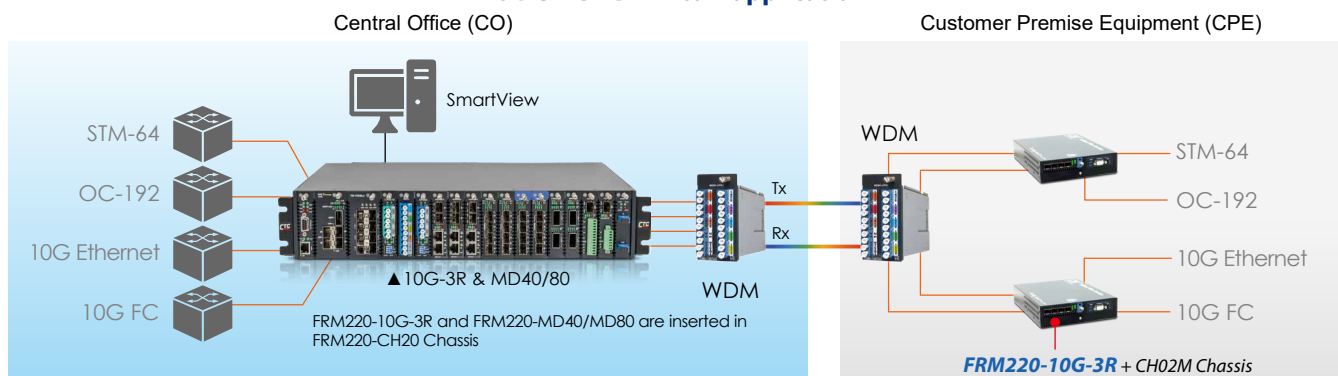 Central Office (CO)
Customer Premise Equipment (CPE)
SmartView
STM-64
OC-192
10G Ethernet
10G FC
CTC
▲10G-3R & MD40/80
FRM220-10G-3R and FRM220-MD40/MD80 are inserted in
FRM220-CH20 Chassis
WDM
Tx
Rx
WDM
STM-64
OC-192
10G Ethernet
10G FC
FRM220-10G-3R + CH02M Chassis